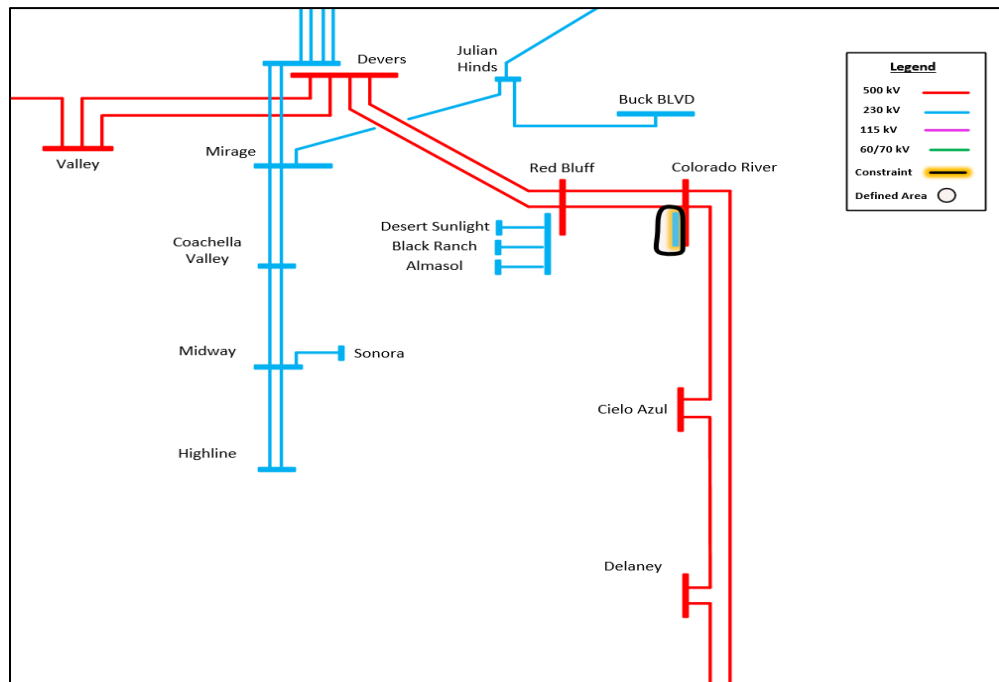 Devers
Julian
Hinds
Buck BLVD
Valley
Mirage
Red Bluff
Colorado River
Desert Sunlight
Black Ranch
Almasol
Coachella
Valley
Midway
Sonora
Cielo Azul
Highline
Delaney
Legend
500 kV
230 kV
115 kV
60/70 kV
Constraint
Defined Area